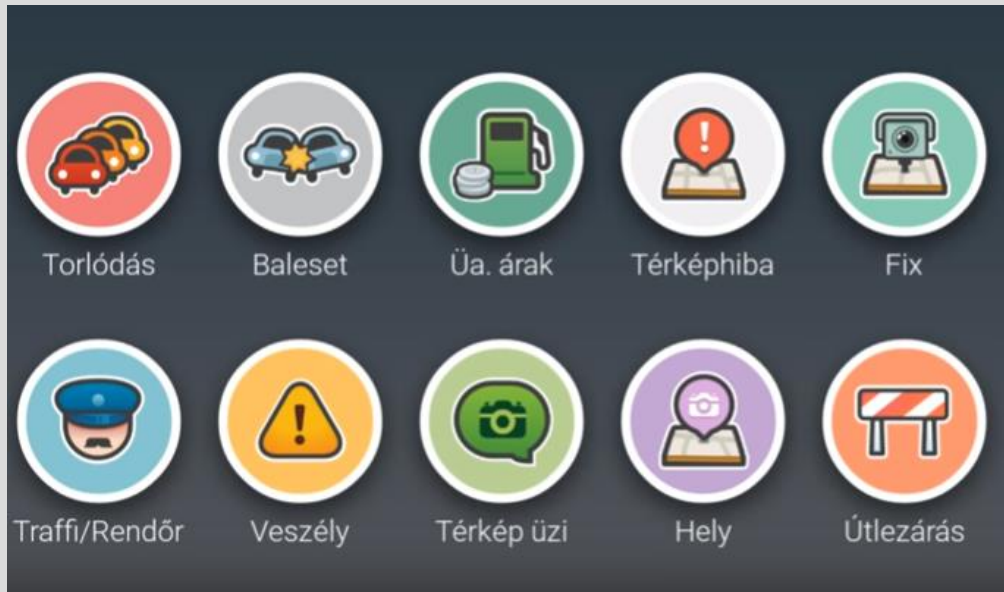 Torlódás
Baleset
Üa. árak
Térképhiba
Fix
Traffi/Rendőr
Veszély
Térkép üzi
Hely
Útlezárás